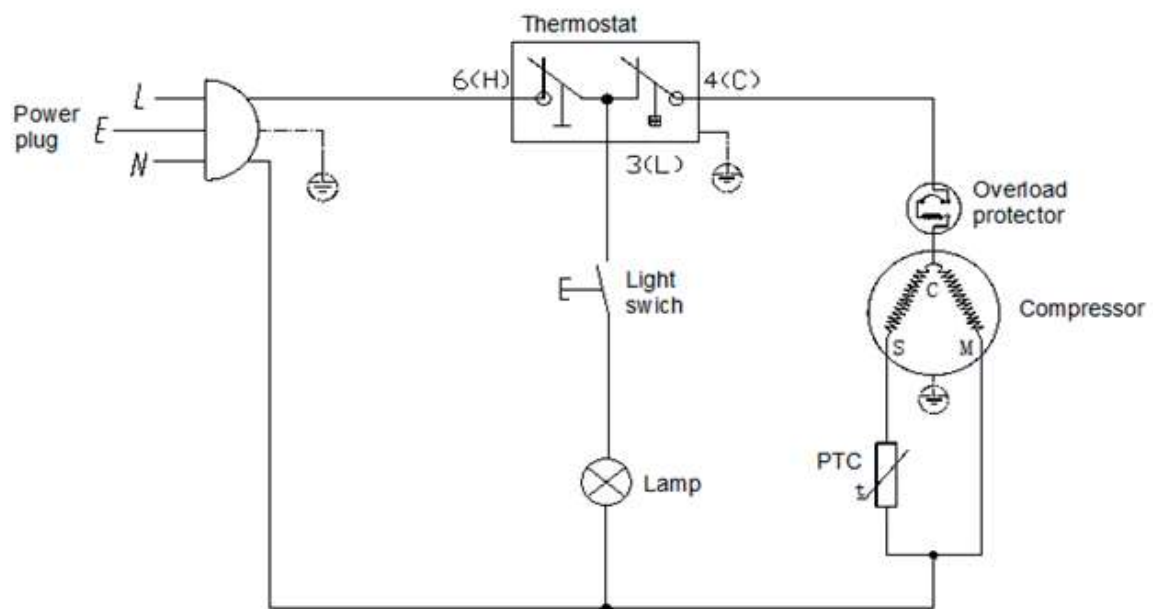 Thermostat
6(H)
4(C)
L
Power
plug
E
N
3(L)
Overload
protector
Light
swich
C
Compressor
S
M
PTC
t
Lamp